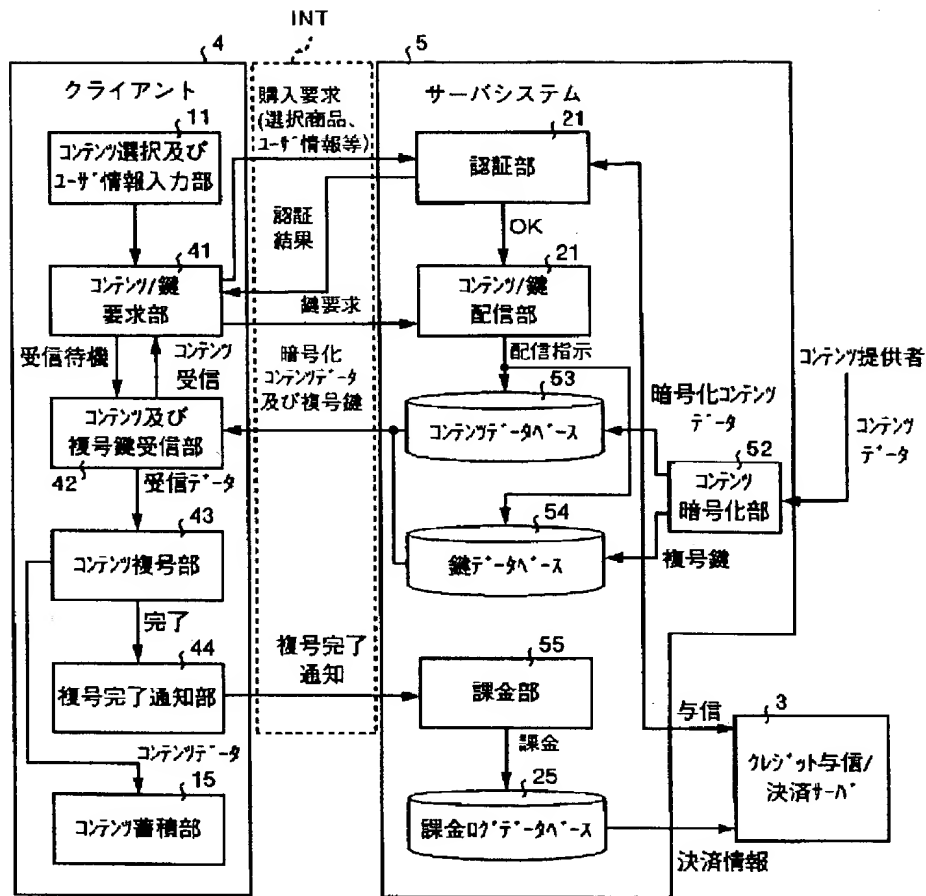 INT
4
クライアント
11
コンテンツ選択及び
ユーザ情報入力部
41
コンテンツ/鍵
要求部
受信待機
コンテンツ
受信
コンテンツ及び
複号鍵受信部
42
受信データ
43
コンテンツ複号部
完了
44
複号完了通知部
コンテンツデータ
15
コンテンツ蓄積部
購入要求
(選択商品、
ユーザ情報等)
認証
結果
鍵要求
暗号化
コンテンツデータ
及び複号鍵
複号完了
通知
5
サーバシステム
21
認証部
OK
21
コンテンツ/鍵
配信部
配信指示
53
コンテンツデータベース
54
鍵データベース
暗号化コンテンツ
データ
52
コンテンツ
暗号化部
複号鍵
コンテンツ提供者
コンテンツ
データ
55
課金部
課金
25
課金ログデータベース
与信
3
クレジット与信/
決済サーバ
決済情報